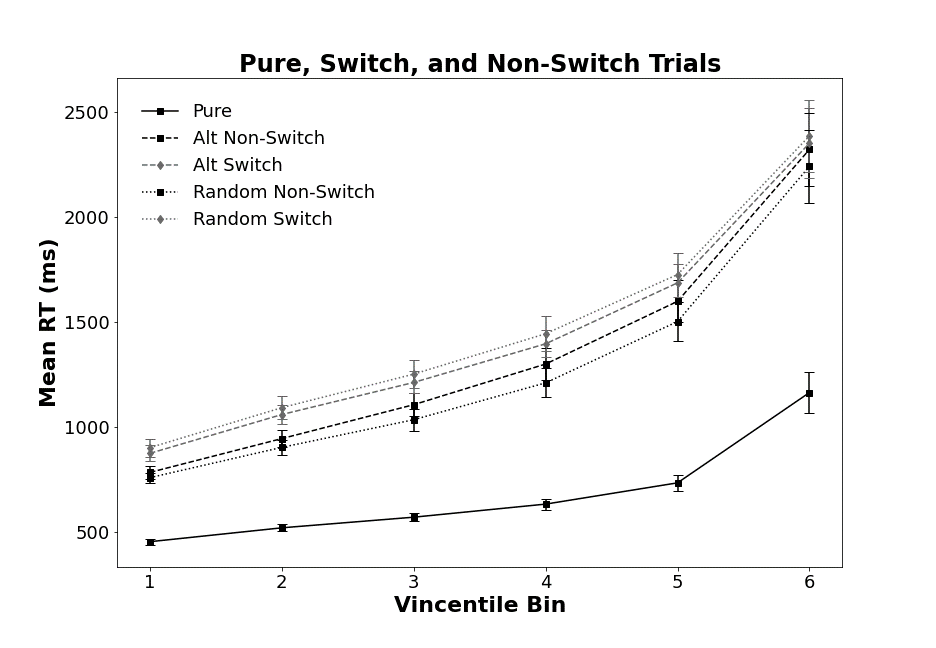 Pure, Switch, and Non-Switch Trials
2500
2000
1500
1000
500
Mean RT (ms)
Pure
Alt Non-Switch
Alt Switch
Random Non-Switch
Random Switch
1 2 3 4 5 6
Vincentile Bin